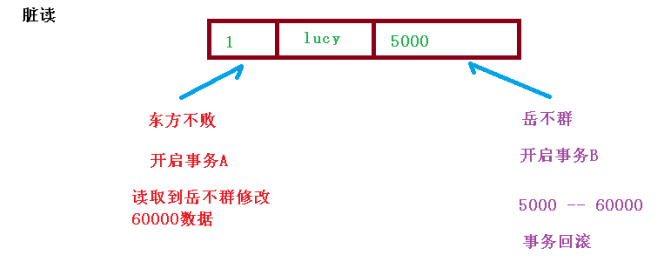 脏读
1 lucy 5000
东方不败
开启事务A
读取到岳不群修改
60000数据
岳不群
开启事务B
5000 -- 60000
事务回滚